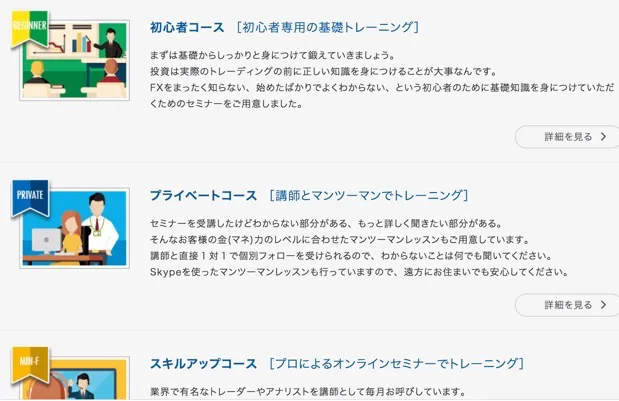 BEGINNER
初心者コース [初心者専用の基礎トレーニング]
まずは基礎からしっかりと身につけて鍛えていきましょう。
投資は実際のトレーディングの前に正しい知識を身につけることが大事なんです。
FXをまったく知らない、始めたばかりでよくわからない、という初心者のために基礎知識を身につけていただ
くためのセミナーをご用意しました。
詳細を見る
PRIVATE
プライベートコース [講師とマンツーマンでトレーニング]
セミナーを受講したけどわからない部分がある、もっと詳しく聞きたい部分がある。
そんなお客様の金(マネ)力のレベルに合わせたマンツーマンレッスンもご用意しています。
講師と直接1対1で個別フォローを受けられるので、わからないことは何でも聞いてください。
Skypeを使ったマンツーマンレッスンも行っていますので、遠方にお住まいでも安心してください。
詳細を見る
MIN-F
スキルアップコース [プロによるオンラインセミナーでトレーニング]
業界で有名なトレーダーやアナリストを講師として毎月お呼びしています。